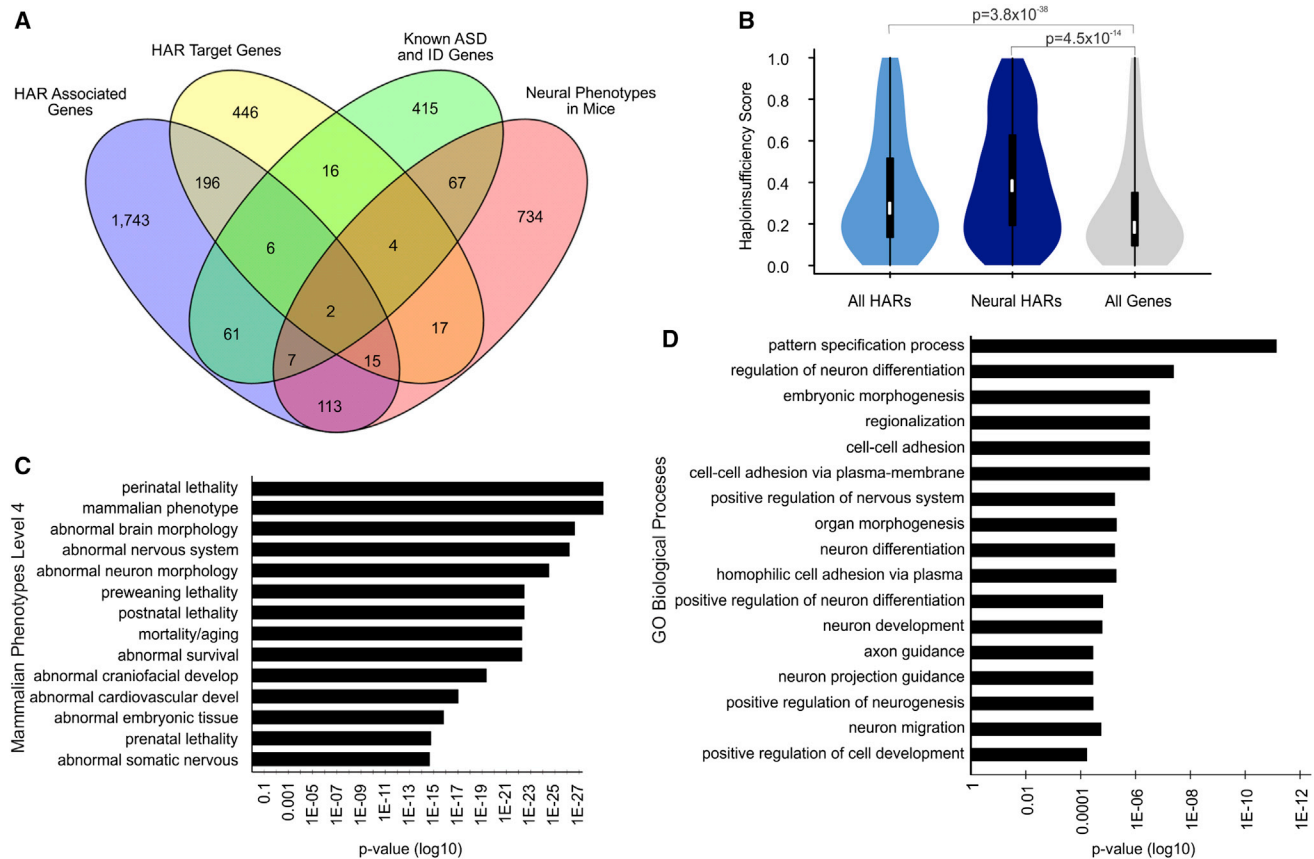 A
HAR Associated
Genes
HAR Target Genes
Known ASD
and ID Genes
Neural Phenotypes
in Mice
446
415
196
16
67
1,743
734
6
4
2
61
17
7
15
113
B
p=3.8x10-38
p=4.5x10-14
Haploinsufficiency Score
1.0
0.8
0.6
0.4
0.2
0.0
All HARs
Neural HARs
All Genes
C
Mammalian Phenotypes Level 4
perinatal lethality
mammalian phenotype
abnormal brain morphology
abnormal nervous system
abnormal neuron morphology
preweaning lethality
postnatal lethality
mortality/aging
abnormal survival
abnormal craniofacial develop
abnormal cardiovascular devel
abnormal embryonic tissue
prenatal lethality
abnormal somatic nervous
0.1
0.001
1E-05
1E-07
1E-09
1E-11
1E-13
1E-15
1E-17
1E-19
1E-21
1E-23
1E-25
1E-27
p-value (log10)
D
GO Biological Proceses
pattern specification process
regulation of neuron differentiation
embryonic morphogenesis
regionalization
cell-cell adhesion
cell-cell adhesion via plasma-membrane
positive regulation of nervous system
organ morphogenesis
neuron differentiation
homophilic cell adhesion via plasma
positive regulation of neuron differentiation
neuron development
axon guidance
neuron projection guidance
positive regulation of neurogenesis
neuron migration
positive regulation of cell development
1
0.01
0.0001
1E-06
1E-08
1E-10
1E-12
p-value (log10)